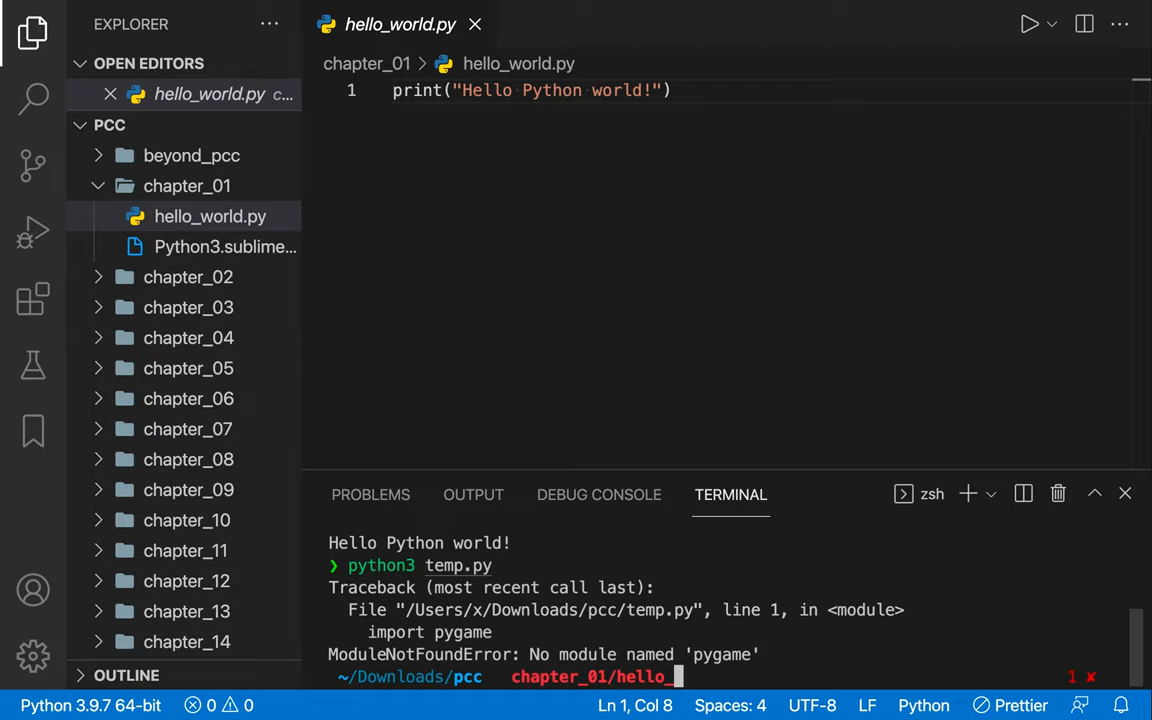 EXPLORER
OPEN EDITORS
hello_world.py c...
PCC
beyond_pcc
chapter_01
hello_world.py
Python3.sublime...
chapter_02
chapter_03
chapter_04
chapter_05
chapter_06
chapter_07
chapter_08
chapter_09
chapter_10
chapter_11
chapter_12
chapter_13
chapter_14
OUTLINE
hello_world.py
chapter_01 > hello_world.py
1 print("Hello Python world!")
PROBLEMS OUTPUT DEBUG CONSOLE TERMINAL zsh
Hello Python world!
❯ python3 temp.py
Traceback (most recent call last):
File "/Users/x/Downloads/pcc/temp.py", line 1, in <module>
import pygame
ModuleNotFoundError: No module named 'pygame'
~/Downloads/pcc chapter_01/hello_ 1 ✘
Python 3.9.7 64-bit 0 0 Ln 1, Col 8 Spaces: 4 UTF-8 LF Python Prettier